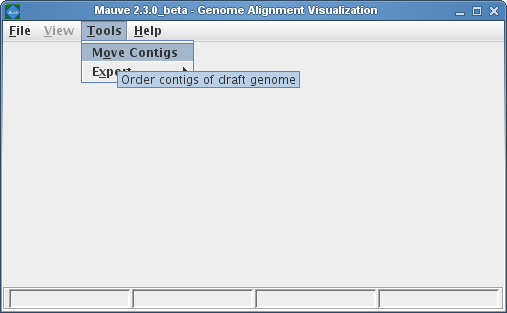 Mauve 2.3.0_beta - Genome Alignment Visualization
File View Tools Help
Move Contigs
Export
Order contigs of draft genome